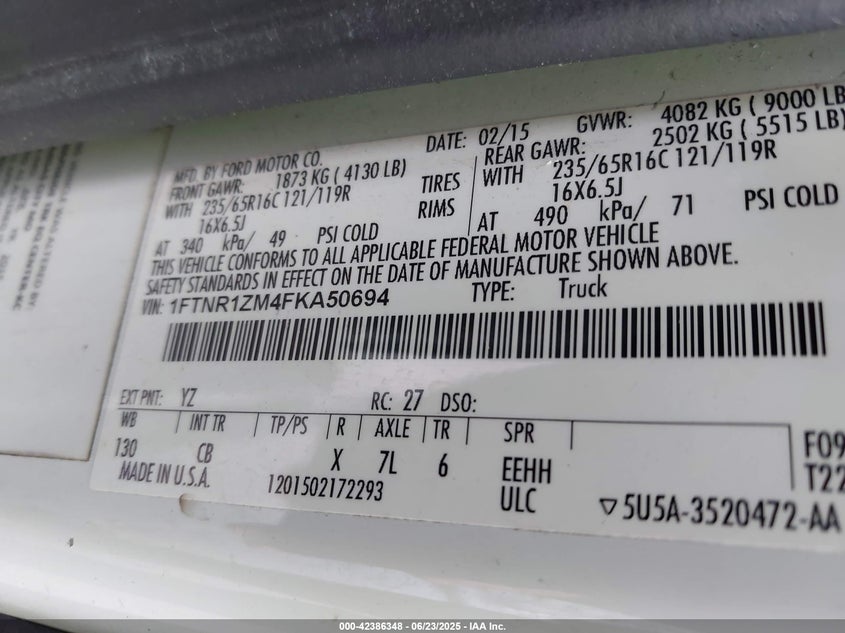 MFD. BY FORD MOTOR CO.
DATE: 02/15
GVWR: 4082 KG ( 9000 LB
FRONT GAWR: 1873 KG ( 4130 LB)
REAR GAWR: 2502 KG ( 5515 LB)
WITH 235/65R16C 121/119R
TIRES
WITH 235/65R16C 121/119R
16X6.5J
RIMS
16X6.5J
AT 340 kPa/ 49 PSI COLD
AT 490 kPa/ 71 PSI COLD
THIS VEHICLE CONFORMS TO ALL APPLICABLE FEDERAL MOTOR VEHICLE
SAFETY STANDARDS IN EFFECT ON THE DATE OF MANUFACTURE SHOWN ABOVE.
VIN: 1FTNR1ZM4FKA50694
TYPE: Truck
EXT PNT: YZ
RC: 27 DSO:
WB INT TR TP/PS R AXLE TR SPR
130 CB X 7L 6 EEHH
F09
MADE IN U.S.A.
1201502172293
ULC
T22
▽5U5A-3520472-AA
000-42386348 - 06/23/2025 - IAA Inc.